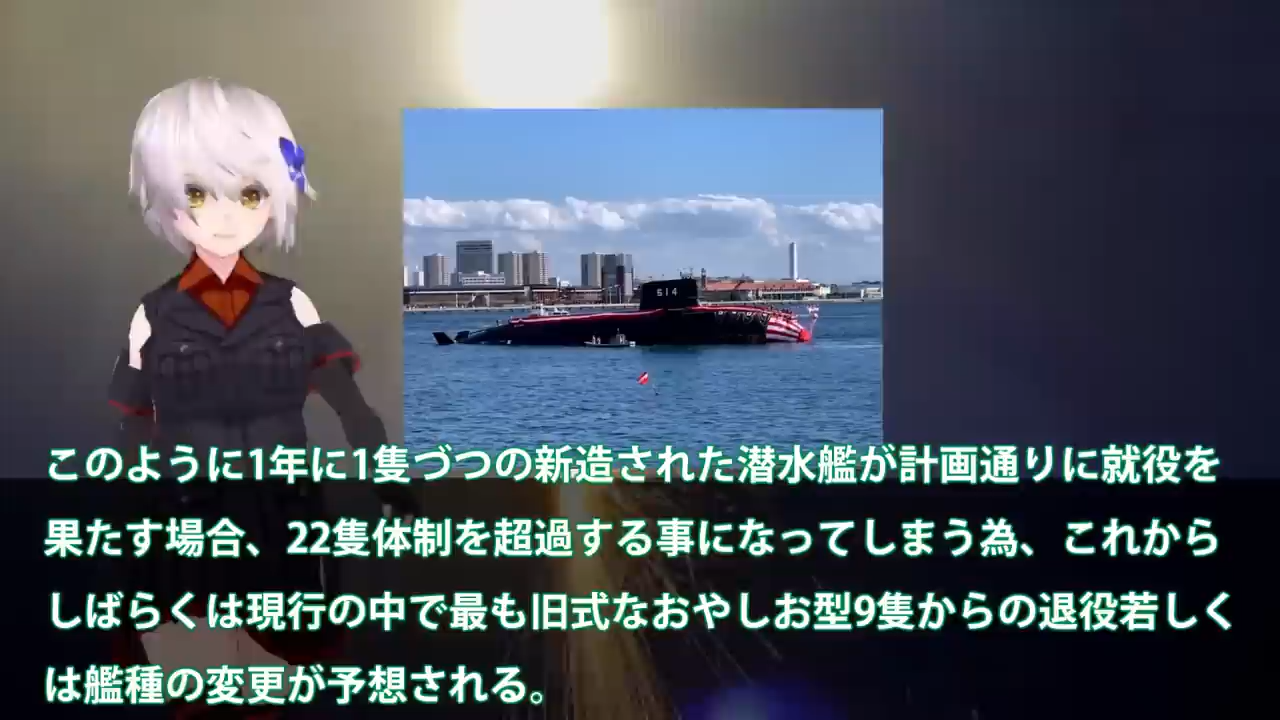 514
このように1年に1隻づつの新造された潜水艦が計画通りに就役を
果たす場合、22隻体制を超過する事になってしまう為、これから
しばらくは現行の中で最も旧式なおやしお型9隻からの退役若しく
は艦種の変更が予想される。